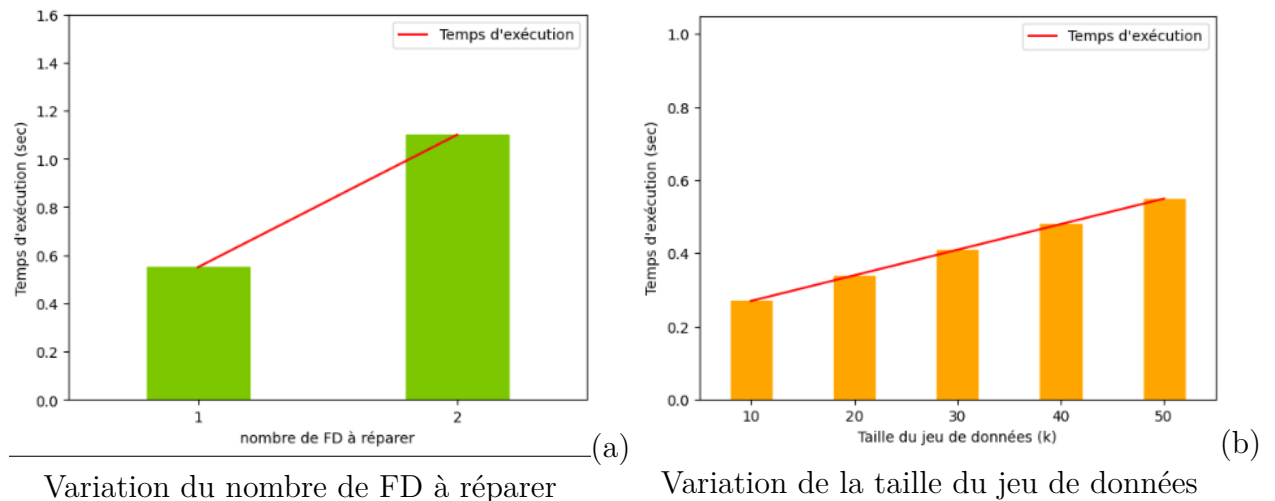 1.6
1.4
1.2
1.0
0.8
0.6
0.4
0.2
0.0
Temps d'exécution (sec)
Temps d'exécution
1
2
nombre de FD à réparer
(a)
Variation du nombre de FD à réparer
1.0
0.8
0.6
0.4
0.2
0.0
Temps d'exécution (sec)
Temps d'exécution
10 20 30 40 50
Taille du jeu de données (k)
(b)
Variation de la taille du jeu de données